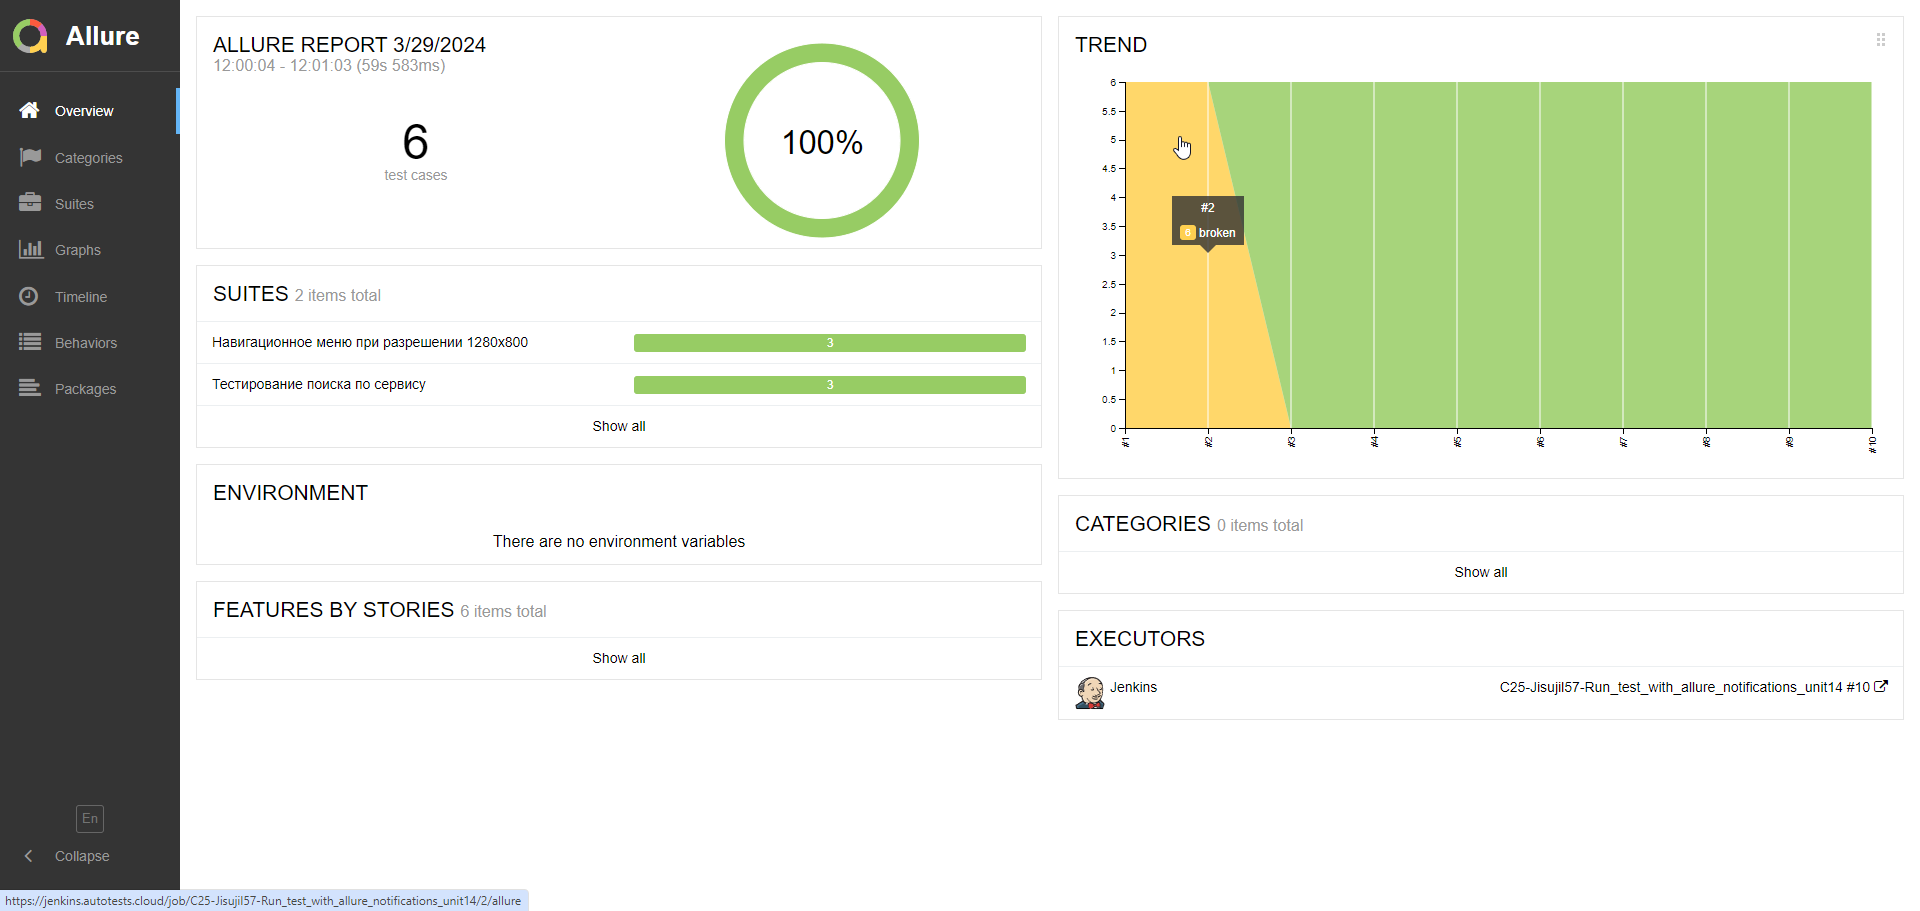 Allure
Overview
Categories
Suites
Graphs
Timeline
Behaviors
Packages
En
Collapse
ALLURE REPORT 3/29/2024
12:00:04 - 12:01:03 (59s 583ms)
6
test cases
100%
SUITES 2 items total
Навигационное меню при разрешении 1280x800 3
Тестирование поиска по сервису 3
Show all
ENVIRONMENT
There are no environment variables
FEATURES BY STORIES 6 items total
Show all
TREND
6
5.5
5
4.5
4
3.5
3
2.5
2
1.5
1
0.5
0
#2
6 broken
#1 #2 #3 #4 #5 #6 #7 #8 #9 #10
CATEGORIES 0 items total
Show all
EXECUTORS
Jenkins C25-Jisujil57-Run_test_with_allure_notifications_unit14 #10
https://jenkins.autotests.cloud/job/C25-Jisujil57-Run_test_with_allure_notifications_unit14/2/allure